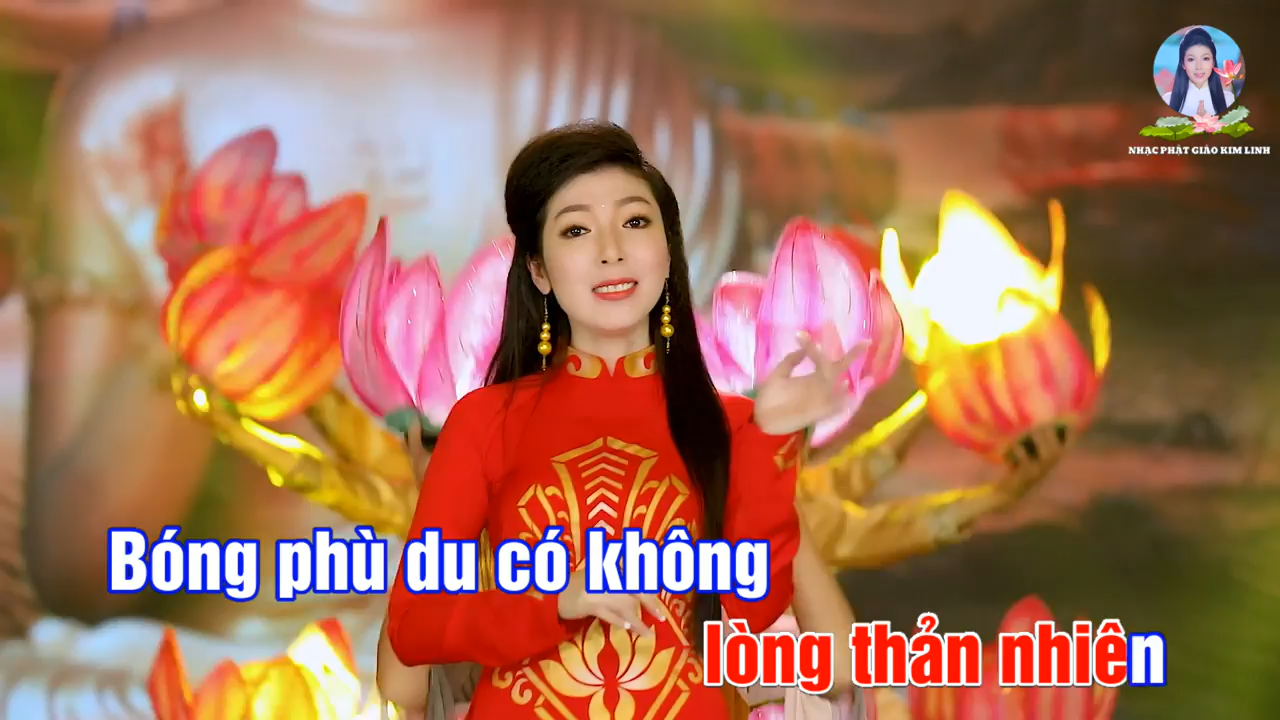 NHẠC PHẬT GIÁO KIM LINH
Bóng phù du có không
lòng thản nhiên